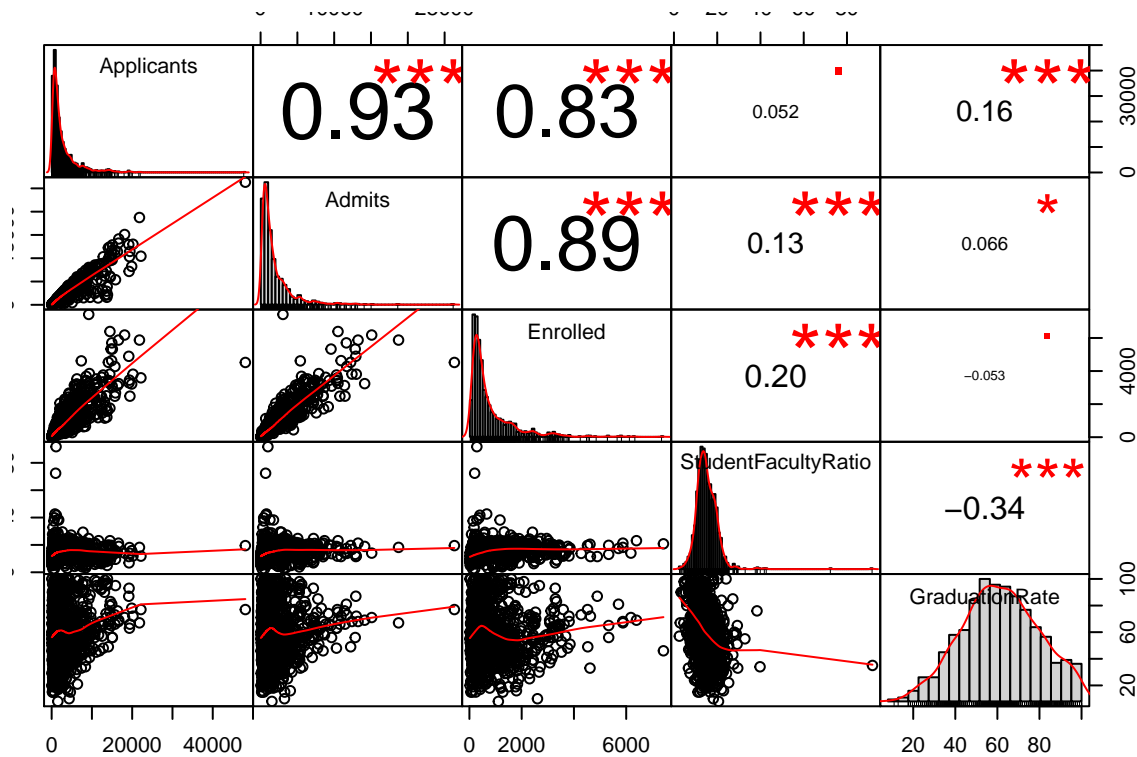 Applicants
0.93
***
0.83
***
0.052
0.16
***
0 30000
Admits
0.89
***
0.13
***
0.066
*
Enrolled
0.20
***
−0.053
0 4000
StudentFacultyRatio
−0.34
***
GraduationRate
20 60 100
0 20000 40000
0 2000 6000
20 40 60 80